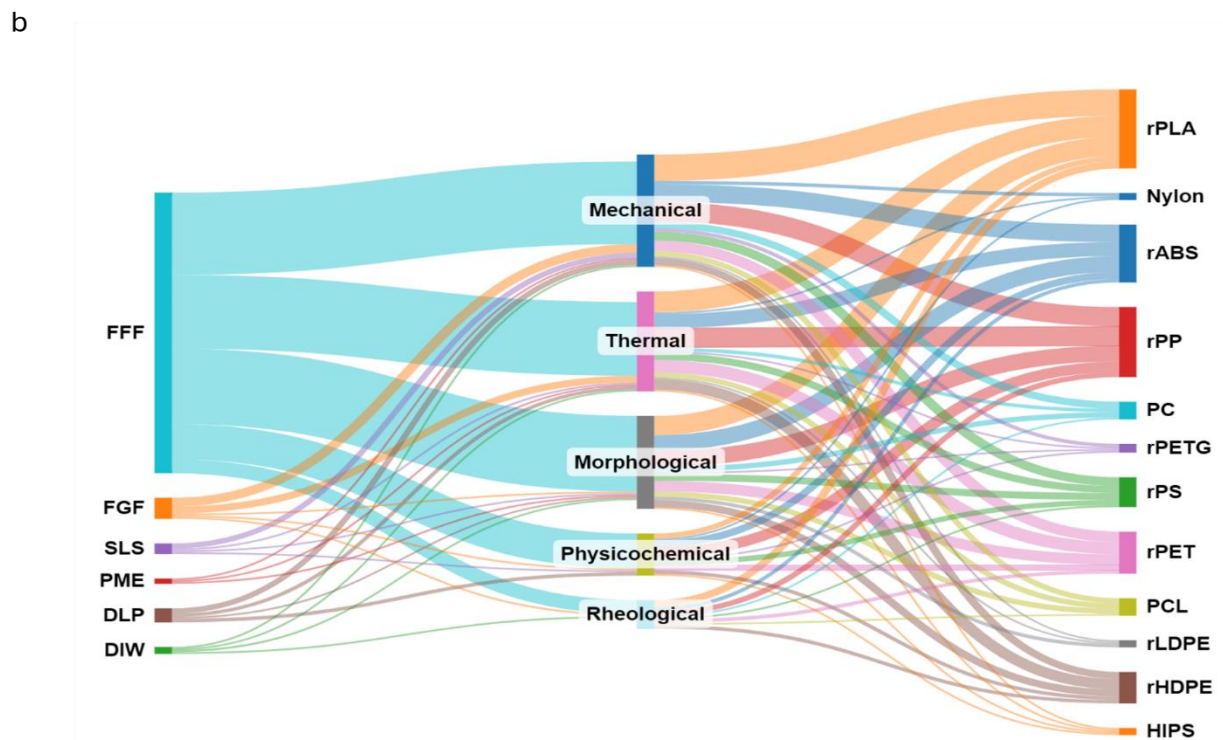 b
FFF
FGF
SLS
PME
DLP
DIW
Mechanical
Thermal
Morphological
Physicochemical
Rheological
rPLA
Nylon
rABS
rPP
PC
rPETG
rPS
rPET
PCL
rLDPE
rHDPE
HIPS